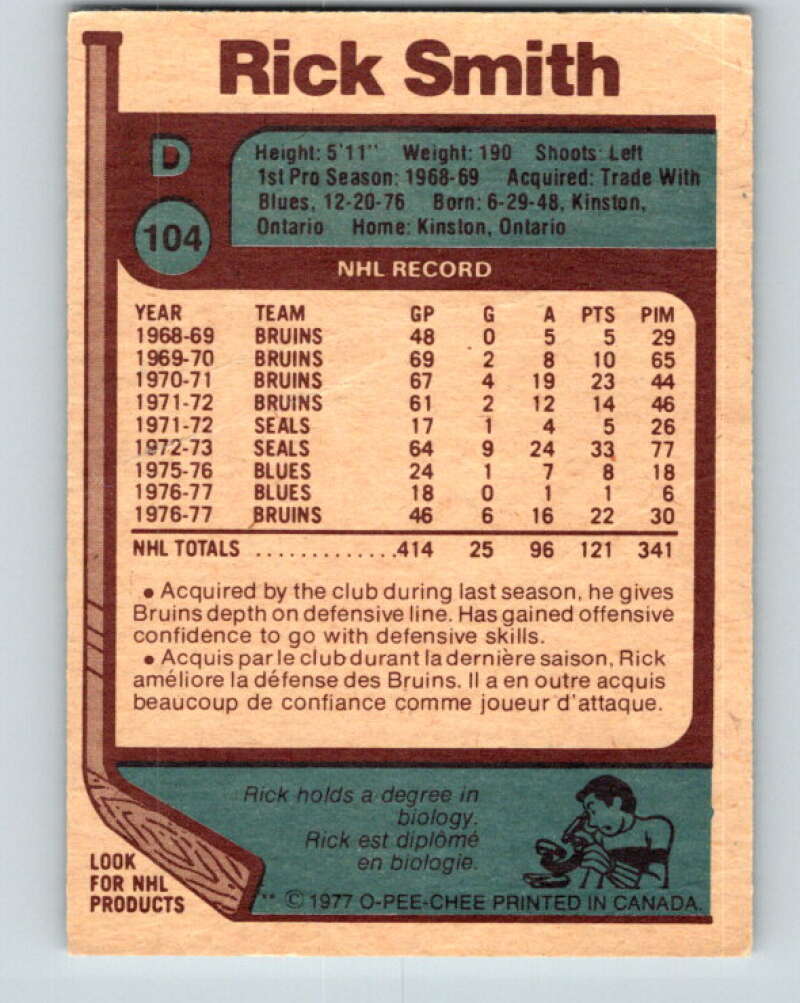 Rick Smith
D
104
Height: 5'11" Weight: 190 Shoots: Left
1st Pro Season: 1968-69 Acquired: Trade With
Blues, 12-20-76 Born: 6-29-48, Kinston,
Ontario Home: Kinston, Ontario
NHL RECORD
YEAR TEAM GP G A PTS PIM
1968-69 BRUINS 48 0 5 5 29
1969-70 BRUINS 69 2 8 10 65
1970-71 BRUINS 67 4 19 23 44
1971-72 BRUINS 61 2 12 14 46
1971-72 SEALS 17 1 4 5 26
1972-73 SEALS 64 9 24 33 77
1975-76 BLUES 24 1 7 8 18
1976-77 BLUES 18 0 1 1 6
1976-77 BRUINS 46 6 16 22 30
NHL TOTALS .............414 25 96 121 341
• Acquired by the club during last season, he gives
Bruins depth on defensive line. Has gained offensive
confidence to go with defensive skills.
• Acquis par le club durant la dernière saison, Rick
améliore la défense des Bruins. Il a en outre acquis
beaucoup de confiance comme joueur d'attaque.
Rick holds a degree in
biology.
Rick est diplômé
en biologie.
LOOK
FOR NHL
PRODUCTS
** © 1977 O-PEE-CHEE PRINTED IN CANADA.